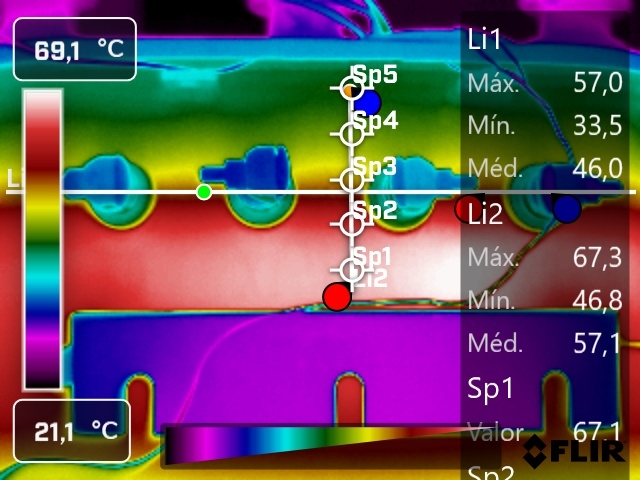 69,1 °C
Sp5
Sp4
Sp3
L
Sp2
Sp1
Li2
21,1 °C
Li1
Máx. 57,0
Mín. 33,5
Méd. 46,0
Li2
Máx. 67,3
Mín. 46,8
Méd. 57,1
Sp1
Valor 67,1
FLIR
Sp2